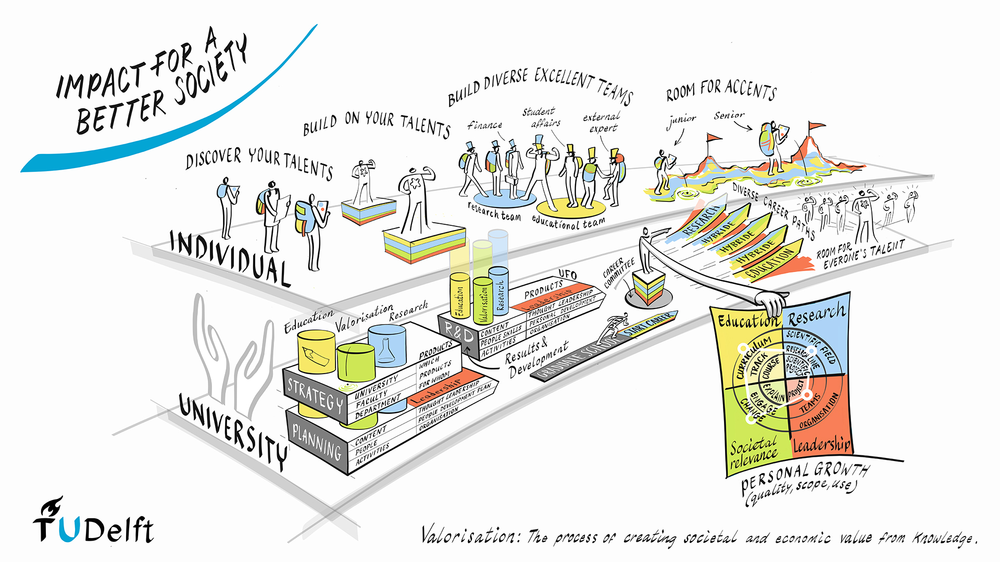 IMPACT FOR A
BETTER SOCIETY
DISCOVER YOUR TALENTS
BUILD ON YOUR TALENTS
BUILD DIVERSE EXCELLENT TEAMS
finance
Student
affairs
external
expert
research team
educational team
ROOM FOR ACCENTS
junior
Senior
INDIVIDUAL
DIVERSE CAREER PATHS
RESEARCH
HYBRIDE
HYBRIDE
HYBRIDE
EDUCATION
ROOM FOR
EVERONE'S TALENT
CAREER
COMMITTEE
UFO
Education
Valorisation
Research
PRODUCTS
Leadership
THOUGHT LEADERSHIP
PERSONAL DEVELOPMENT
ORGANISATION
R&D
CONTENT
PEOPLE SKILLS
ACTIVITIES
Results &
Development
GRADUATE SCHOOL
PhD
START CAREER
UNIVERSITY
Education
Valorisation
Research
STRATEGY
UNIVERSITY
FACULTY
DEPARTMENT
PRODUCTS
WHICH
PRODUCTS
FOR WHOM
Leadership
THOUGHT LEADERSHIP
PEOPLE DEVELOPMENT PLAN
ORGANISATION
PLANNING
CONTENT
PEOPLE
ACTIVITIES
Education
Research
CURRICULUM
TRACK
COURSE
SCIENTIFIC FIELD
RESEARCH LINE
SCIENTIFIC
PROJECT
EXPLAIN
ENGAGE
CHANGE
PROJECT
TEAMS
ORGANISATION
Societal
relevance
Leadership
PERSONAL GROWTH
(quality, scope, use)
TU Delft
Valorisation: The process of creating societal and economic value from Knowledge.